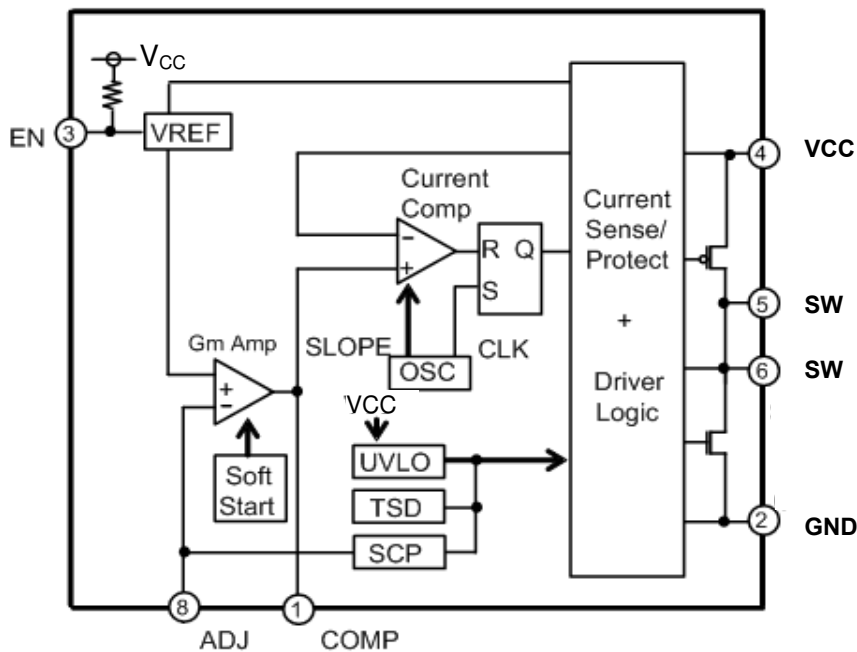 VCC
EN 3
VREF
4 VCC
Current
Comp
−
+
R Q
S
Current
Sense/
Protect
+
Driver
Logic
5 SW
6 SW
SLOPE
OSC
CLK
Gm Amp
+
−
Soft
Start
VCC
UVLO
TSD
SCP
2 GND
8 ADJ
1 COMP